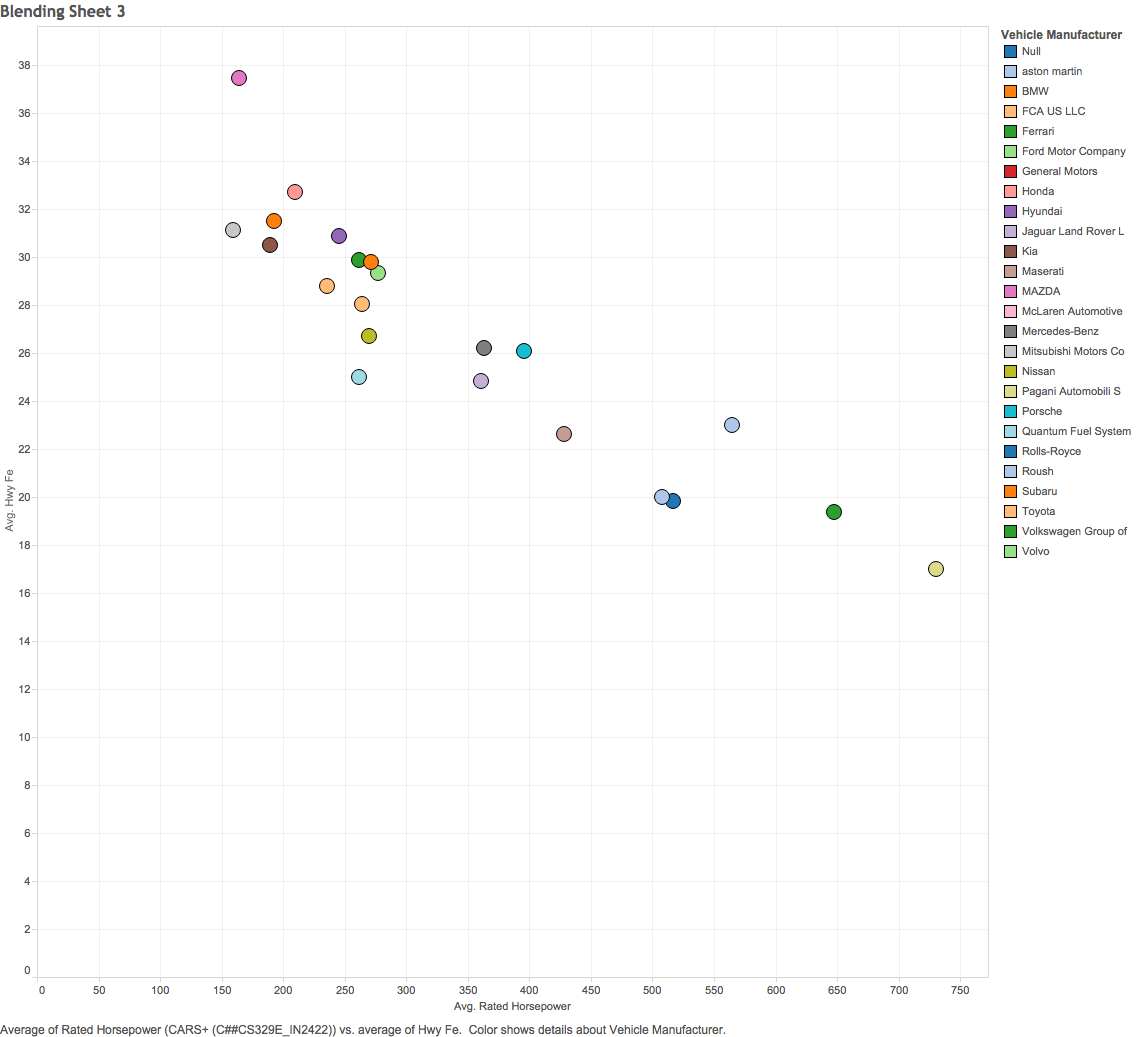 Blending Sheet 3
Vehicle Manufacturer
Null
aston martin
BMW
FCA US LLC
Ferrari
Ford Motor Company
General Motors
Honda
Hyundai
Jaguar Land Rover L
Kia
Maserati
MAZDA
McLaren Automotive
Mercedes-Benz
Mitsubishi Motors Co
Nissan
Pagani Automobili S
Porsche
Quantum Fuel System
Rolls-Royce
Roush
Subaru
Toyota
Volkswagen Group of
Volvo
38
36
34
32
30
28
26
24
22
20
18
16
14
12
10
8
6
4
2
0
Avg. Hwy Fe
0 50 100 150 200 250 300 350 400 450 500 550 600 650 700 750
Avg. Rated Horsepower
Average of Rated Horsepower (CARS+ (C##CS329E_IN2422)) vs. average of Hwy Fe. Color shows details about Vehicle Manufacturer.